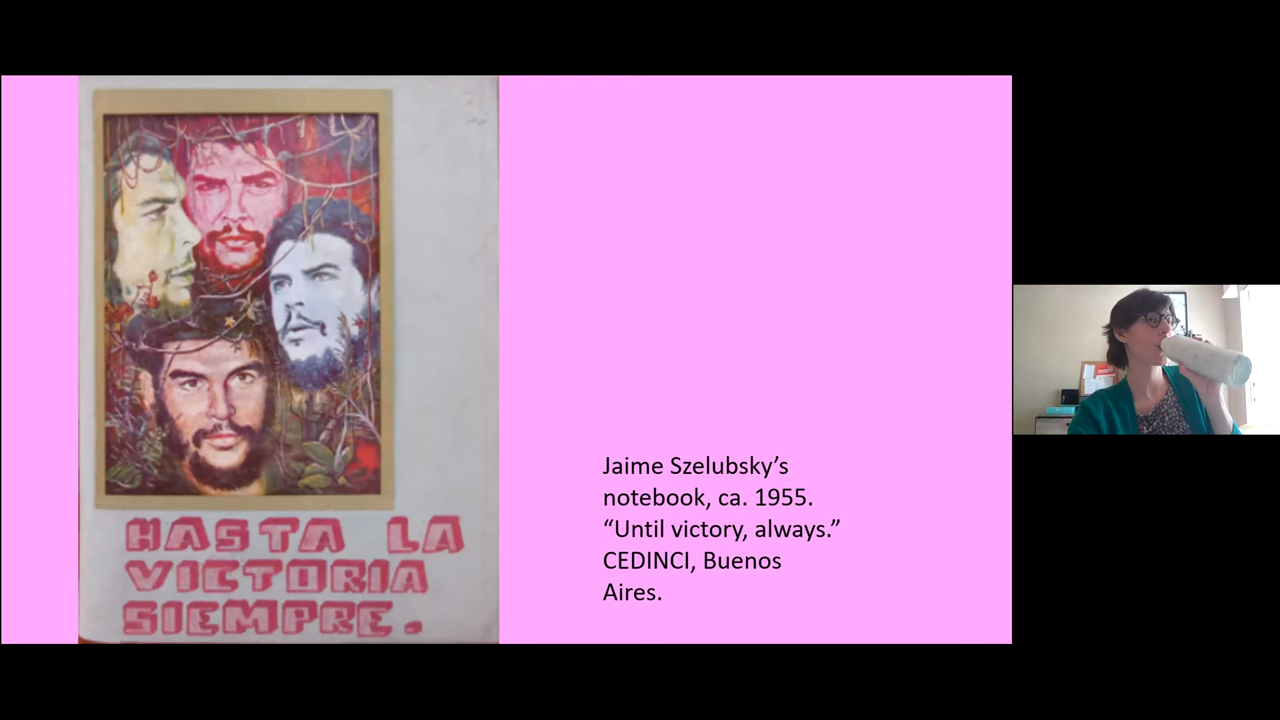 HASTA LA
VICTORIA
SIEMPRE.
Jaime Szelubsky’s
notebook, ca. 1955.
“Until victory, always.”
CEDINCI, Buenos
Aires.